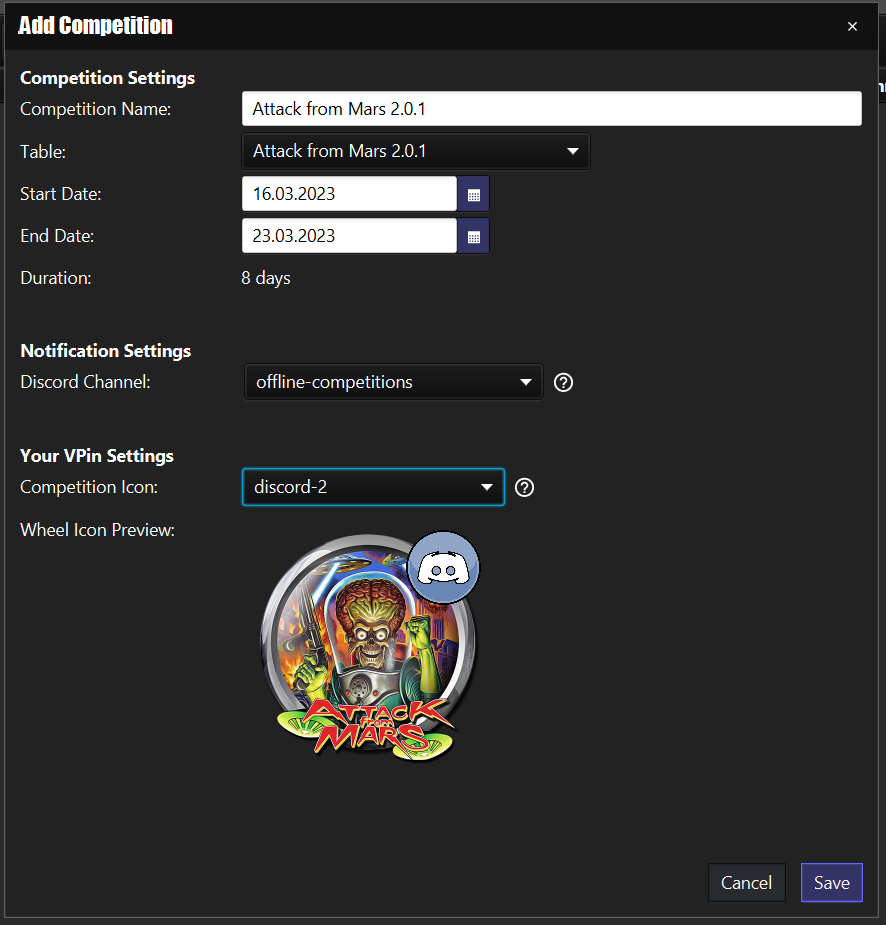 Add Competition
Competition Settings
Competition Name: Attack from Mars 2.0.1
Table: Attack from Mars 2.0.1
Start Date: 16.03.2023
End Date: 23.03.2023
Duration: 8 days
Notification Settings
Discord Channel: offline-competitions
Your VPin Settings
Competition Icon: discord-2
Wheel Icon Preview:
ATTACK
from
MARS
Cancel Save